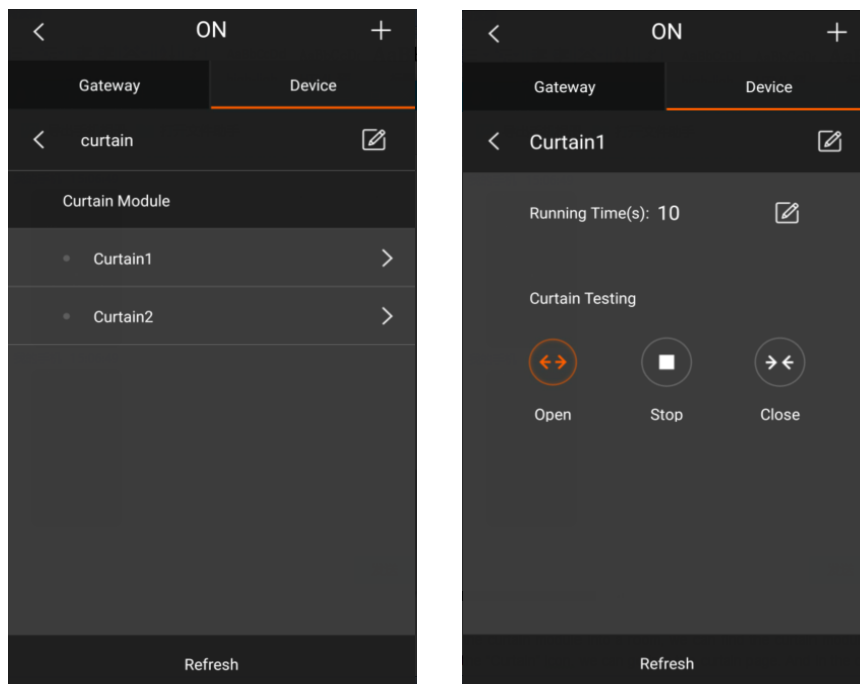 ON
Gateway Device
curtain
Curtain Module
Curtain1
Curtain2
Refresh
ON
Gateway Device
Curtain1
Running Time(s): 10
Curtain Testing
Open Stop Close
Refresh